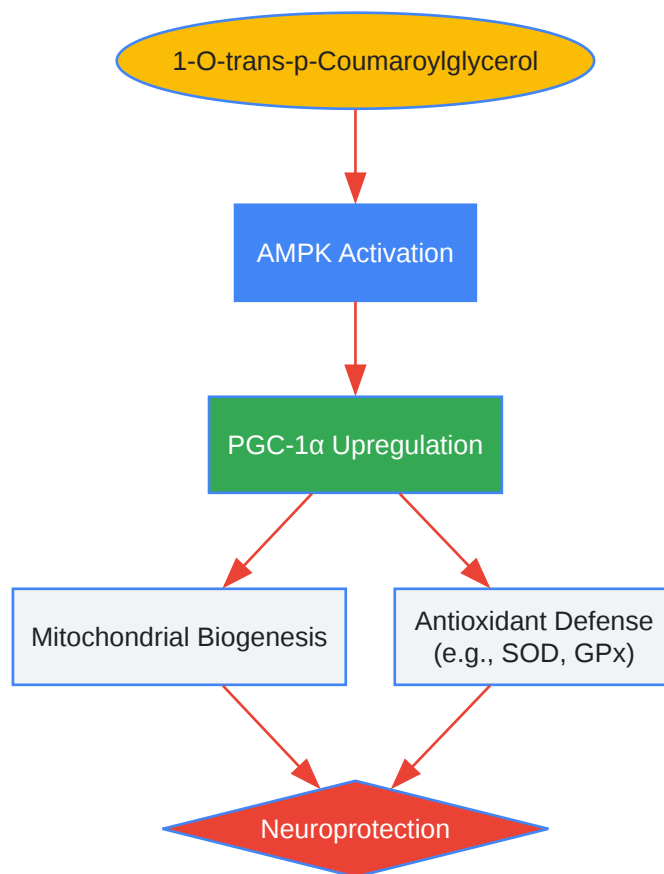 1-O-trans-p-Coumaroylglycerol
AMPK Activation
PGC-1α Upregulation
Mitochondrial Biogenesis
Antioxidant Defense
(e.g., SOD, GPx)
Neuroprotection